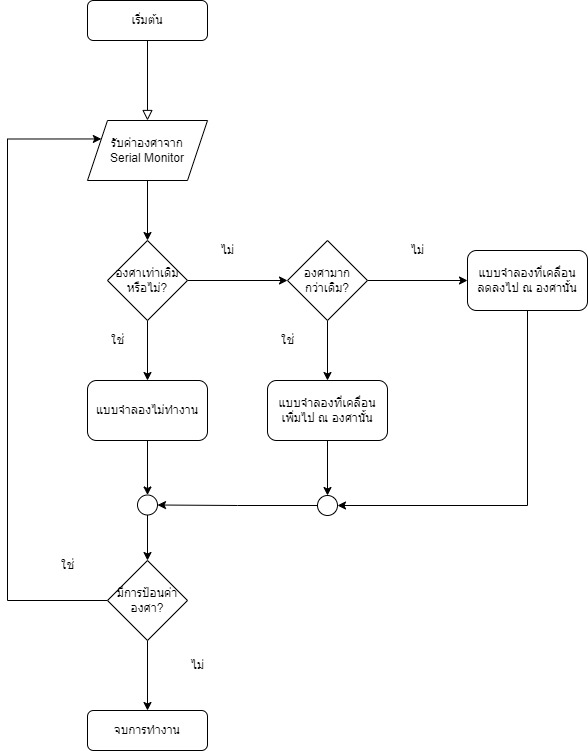 เริ่มต้น
รับค่าองศาจาก
Serial Monitor
องศาเท่าเดิม
หรือไม่?
ไม่
องศามาก
กว่าเดิม?
ไม่
แบบจำลองที่เคลื่อน
ลดลงไป ณ องศานั้น
ใช่
ใช่
แบบจำลองไม่ทำงาน
แบบจำลองที่เคลื่อน
เพิ่มไป ณ องศานั้น
ใช่
มีการป้อนค่า
องศา?
ไม่
จบการทำงาน